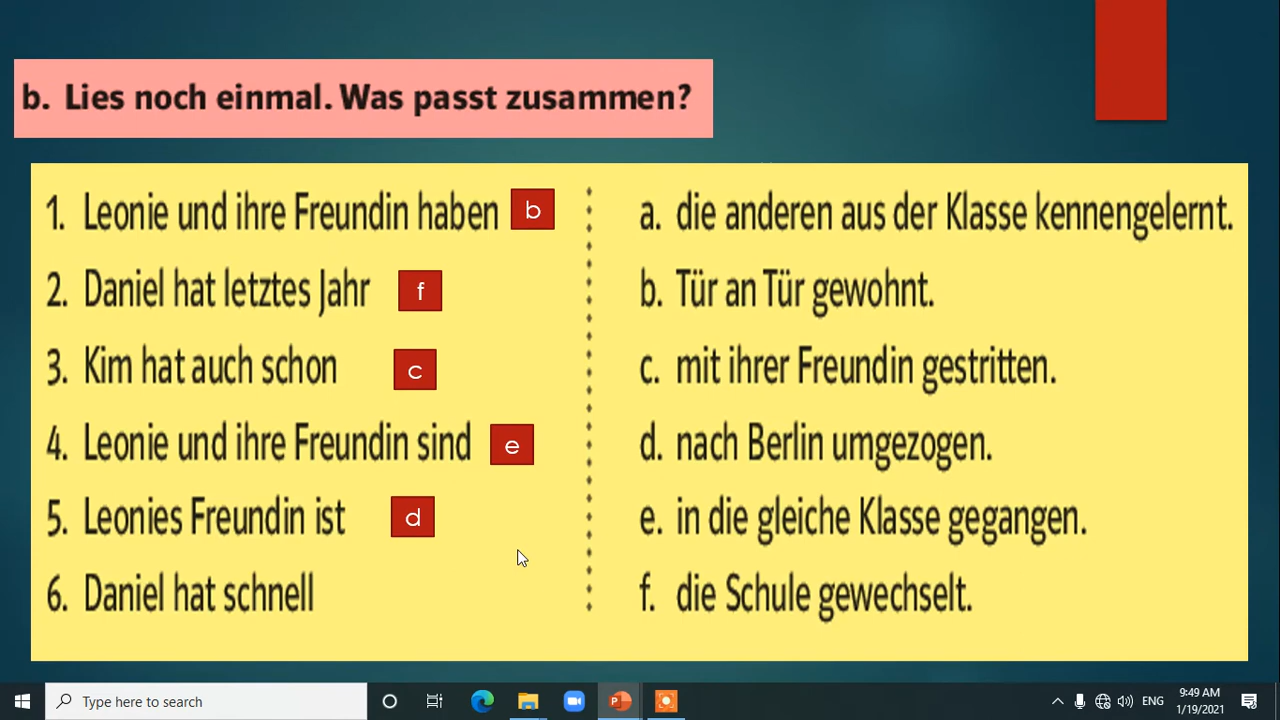 b. Lies noch einmal. Was passt zusammen?
1. Leonie und ihre Freundin haben b
2. Daniel hat letztes Jahr f
3. Kim hat auch schon c
4. Leonie und ihre Freundin sind e
5. Leonies Freundin ist d
6. Daniel hat schnell
a. die anderen aus der Klasse kennengelernt.
b. Tür an Tür gewohnt.
c. mit ihrer Freundin gestritten.
d. nach Berlin umgezogen.
e. in die gleiche Klasse gegangen.
f. die Schule gewechselt.
Type here to search
ENG
9:49 AM
1/19/2021